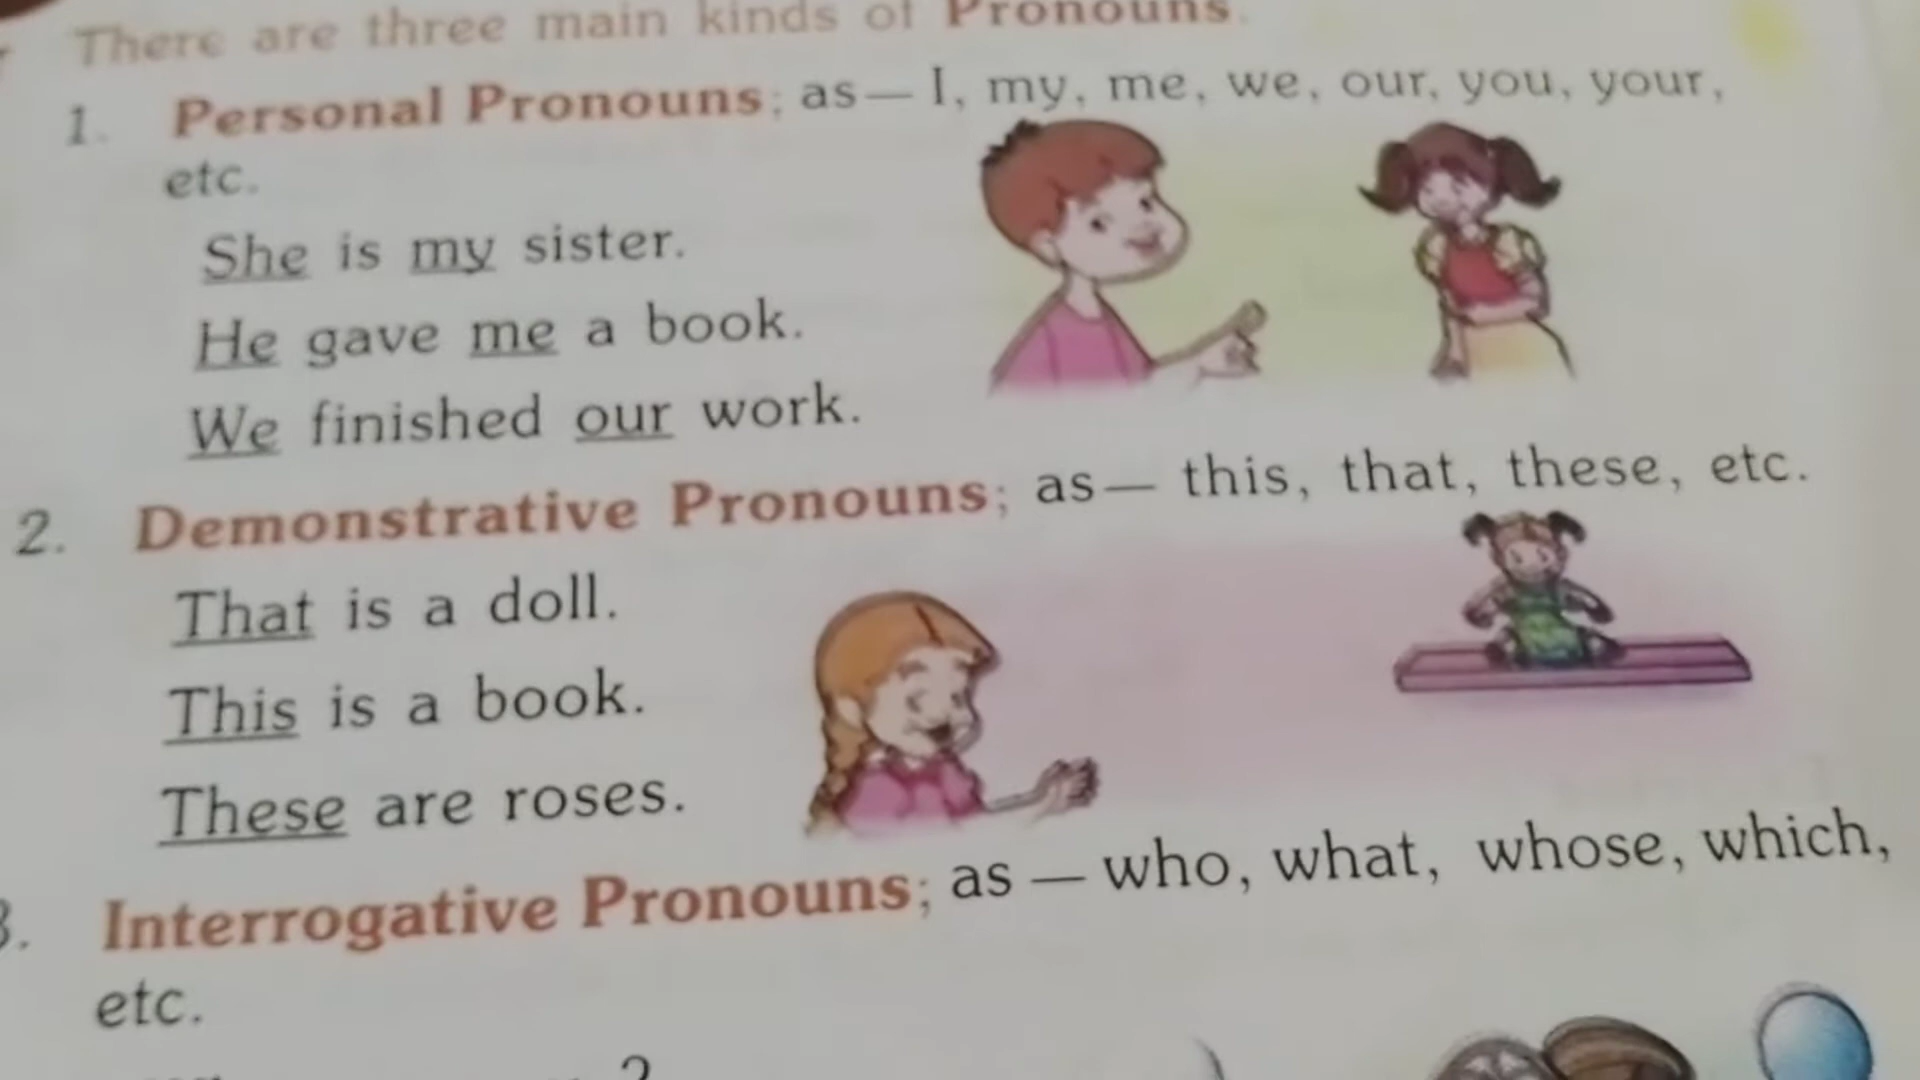 There are three main kinds of Pronouns.
1. Personal Pronouns; as— I, my, me, we, our, you, your,
etc.
She is my sister.
He gave me a book.
We finished our work.
2. Demonstrative Pronouns; as— this, that, these, etc.
That is a doll.
This is a book.
These are roses.
3. Interrogative Pronouns; as — who, what, whose, which,
etc.